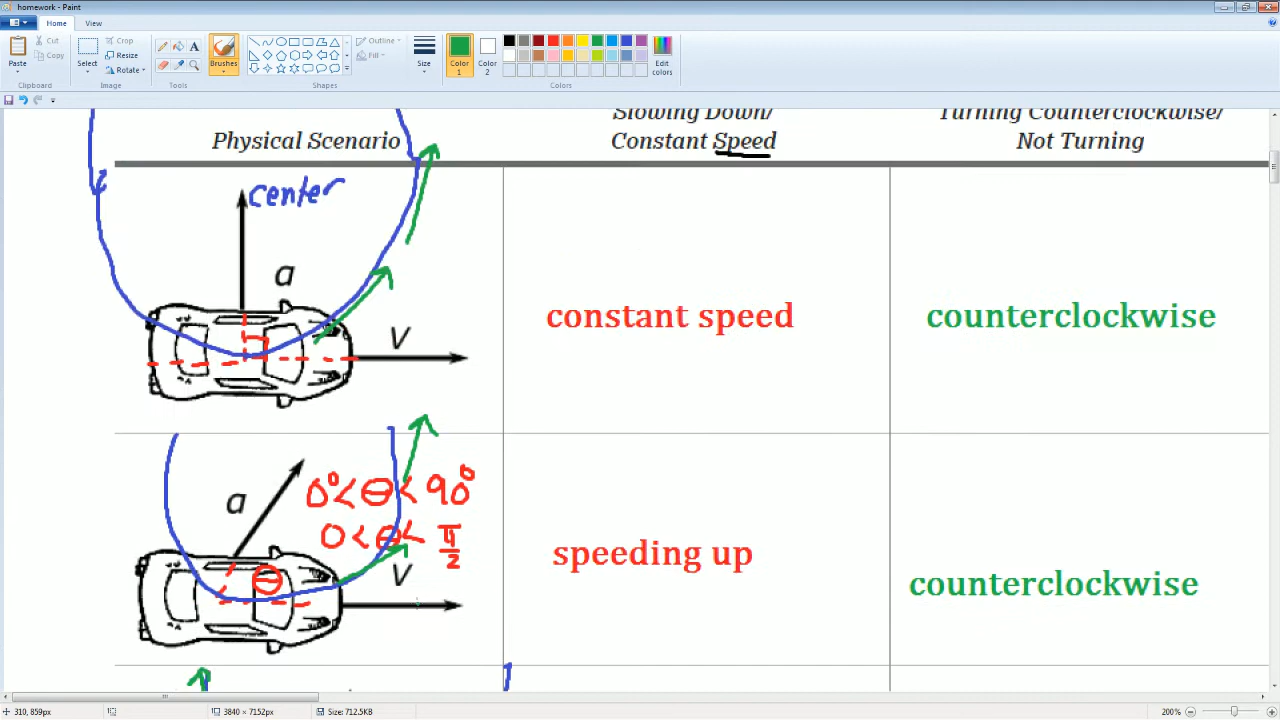 homework - Paint
Home
View
Cut
Copy
Paste
Clipboard
Crop
Resize
Rotate
Select
Image
A
Tools
Brushes
Outline
Fill
Shapes
Size
Color
1
Color
2
Edit
colors
Colors
Slowing Down/
Turning Counterclockwise/
Physical Scenario
Constant Speed
Not Turning
center
a
V
constant speed
counterclockwise
a
0°<θ<90°
0<θ<π/2
θ
V
speeding up
counterclockwise
310, 859px
3840 × 7152px
Size: 712.5KB
200%